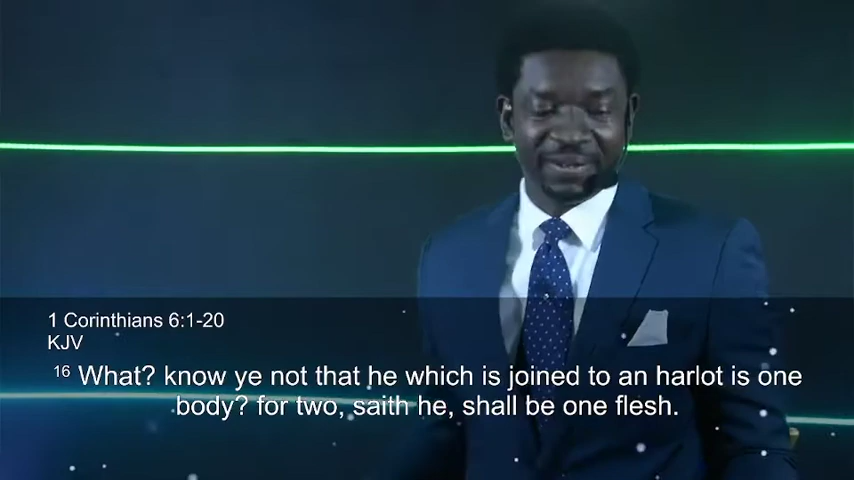 1 Corinthians 6:1-20
KJV
16 What? know ye not that he which is joined to an harlot is one
body? for two, saith he, shall be one flesh.